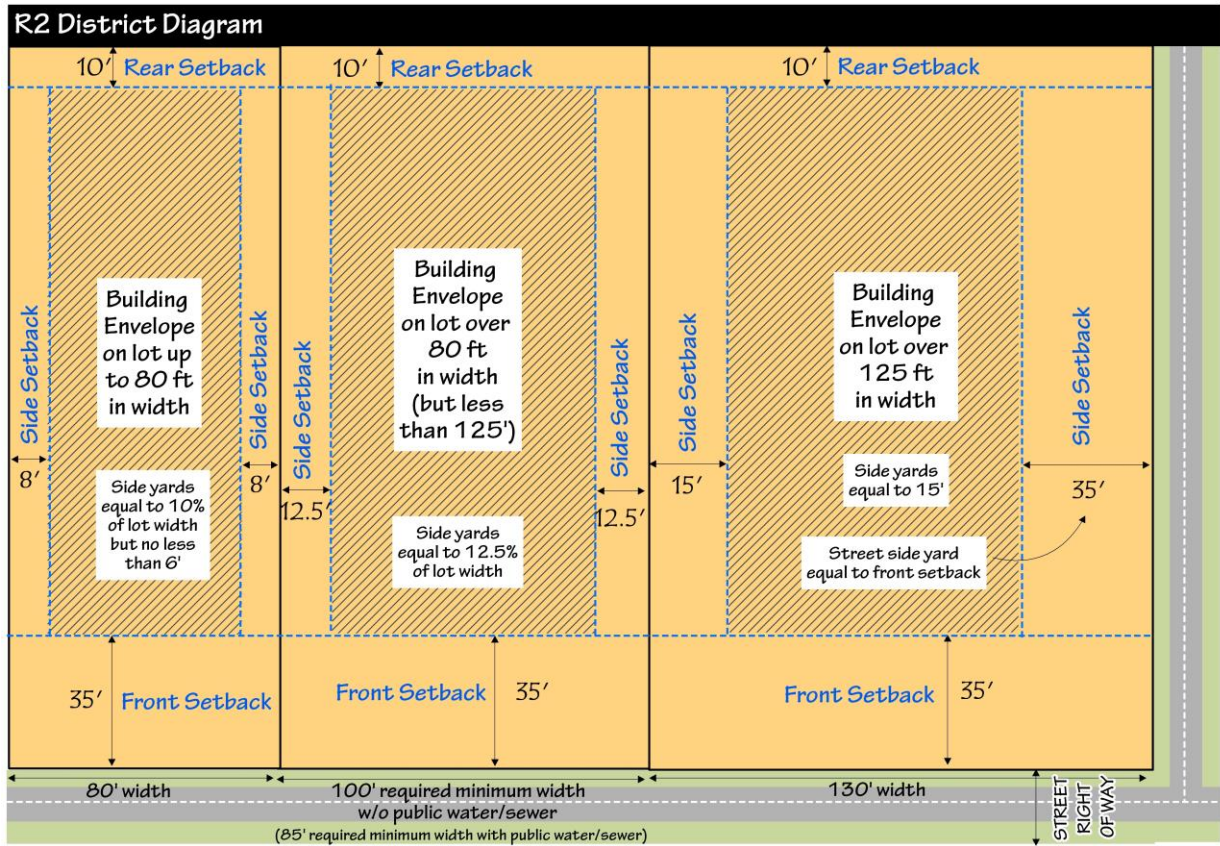 R2 District Diagram
10' Rear Setback
10' Rear Setback
10' Rear Setback
Side Setback
8'
Building
Envelope
on lot up
to 80 ft
in width
Side yards
equal to 10%
of lot width
but no less
than 6'
Side Setback
8'
Side Setback
12.5'
Building
Envelope
on lot over
80 ft
in width
(but less
than 125')
Side yards
equal to 12.5%
of lot width
Side Setback
12.5'
15'
Building
Envelope
on lot over
125 ft
in width
Side yards
equal to 15'
Street side yard
equal to front setback
Side Setback
35'
35' Front Setback
Front Setback 35'
Front Setback 35'
80' width
100' required minimum width
w/o public water/sewer
(85' required minimum width with public water/sewer)
130' width
STREET
RIGHT
OF WAY